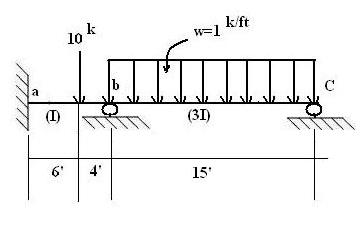 10 k
w=1 k/ft
a
b
C
(I)
(3I)
6'
4'
15'